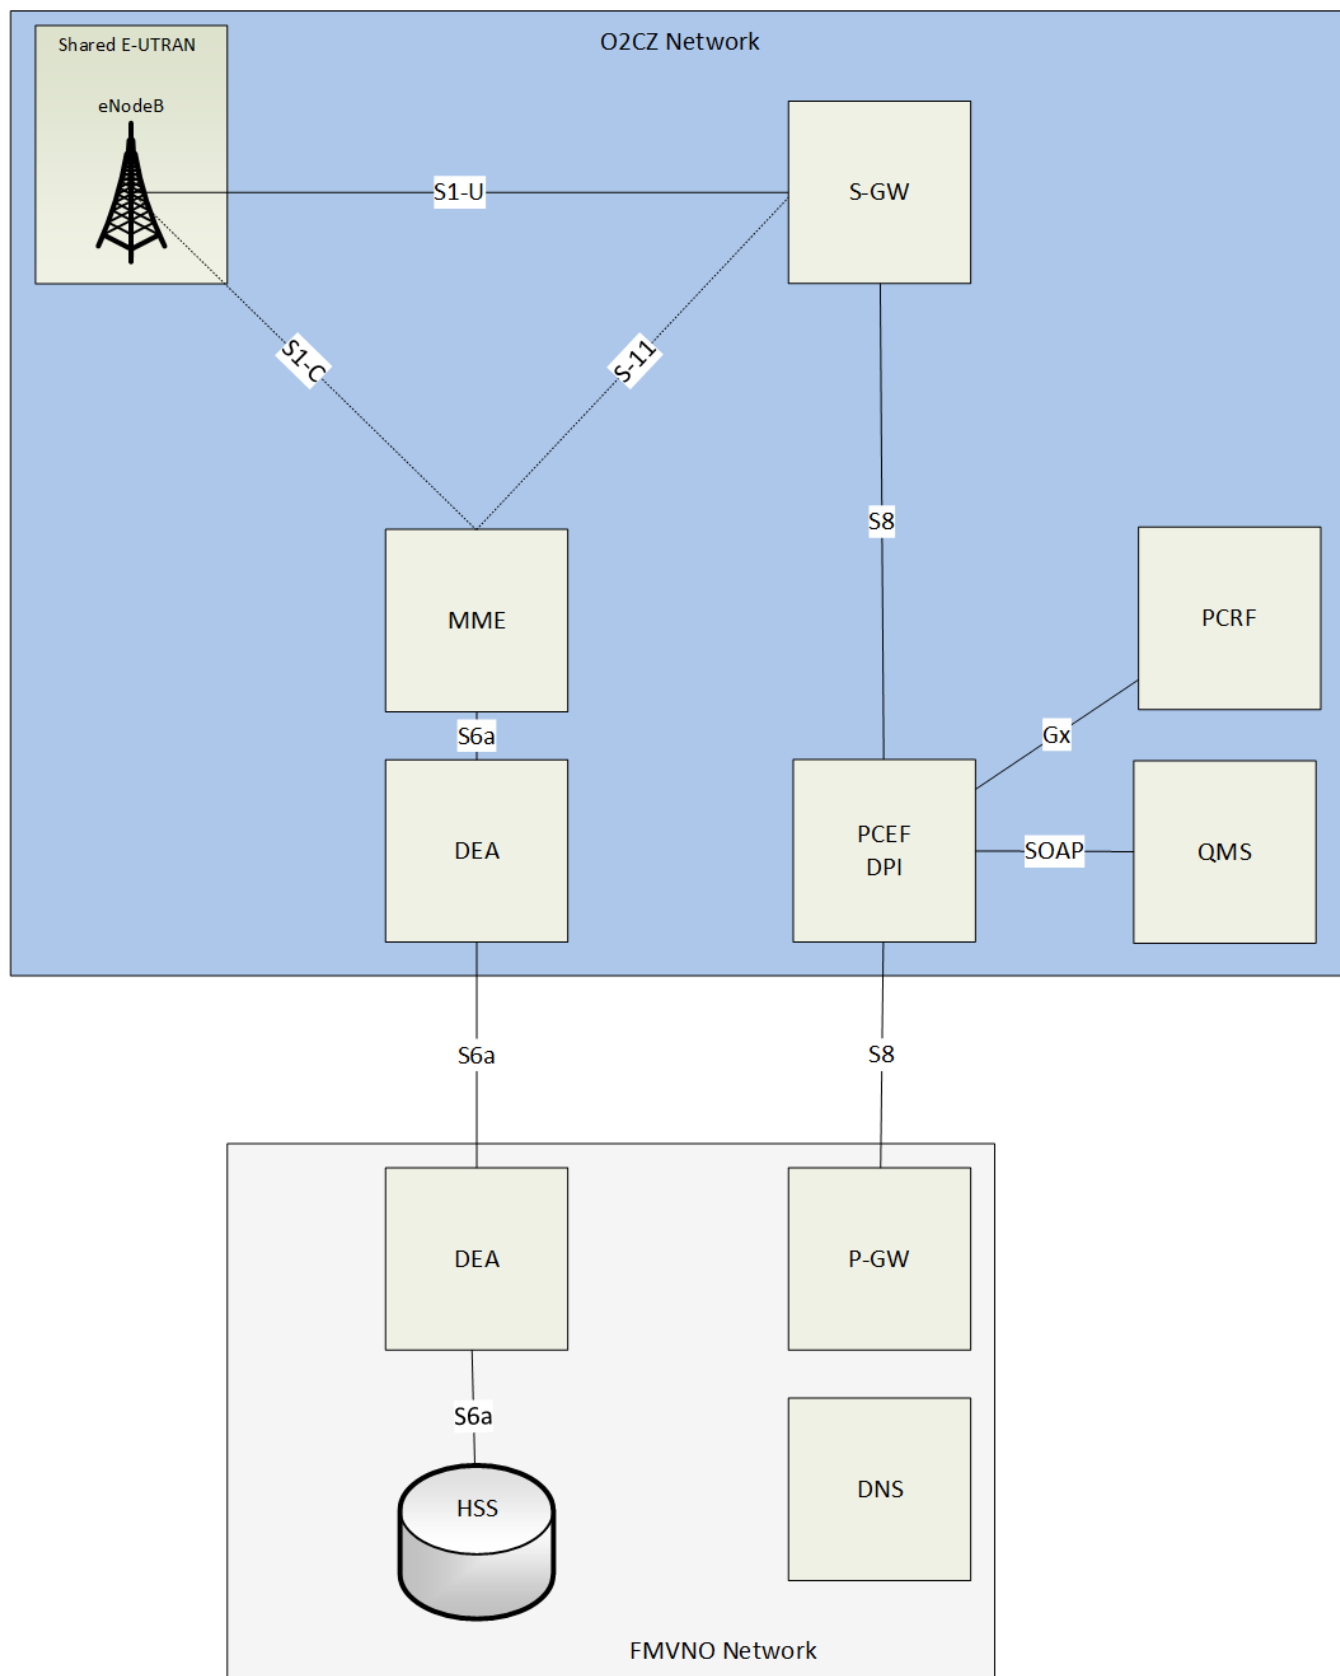 Shared E-UTRAN
O2CZ Network
eNodeB
S1-U
S-GW
S1-C
S-11
S8
MME
PCRF
S6a
Gx
DEA
PCEF
DPI
SOAP
QMS
S6a
S8
DEA
P-GW
S6a
HSS
DNS
FMVNO Network